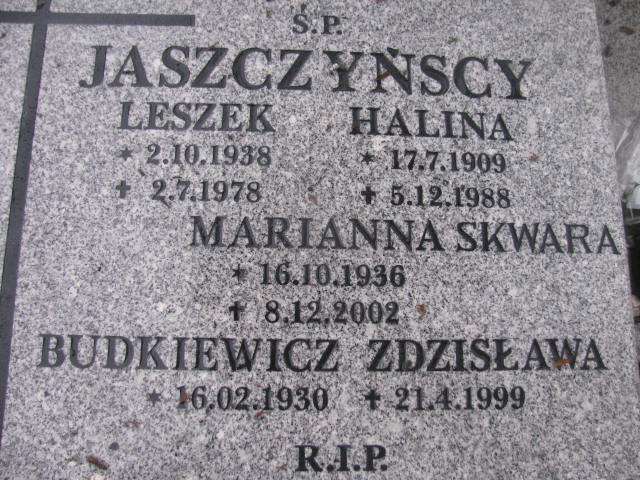 Ś.P.
JASZCZYŃSCY
LESZEK HALINA
* 2.10.1938 * 17.7.1909
✝ 2.7.1978 ✝ 5.12.1988
MARIANNA SKWARA
* 16.10.1936
✝ 8.12.2002
BUDKIEWICZ ZDZISŁAWA
* 16.02.1930 ✝ 21.4.1999
R.I.P.